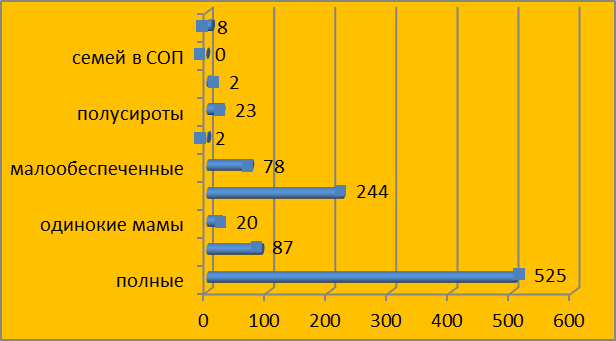 8
семей в СОП 0
2
полусироты 23
2
малообеспеченные 78
244
одинокие мамы 20
87
полные 525
0 100 200 300 400 500 600